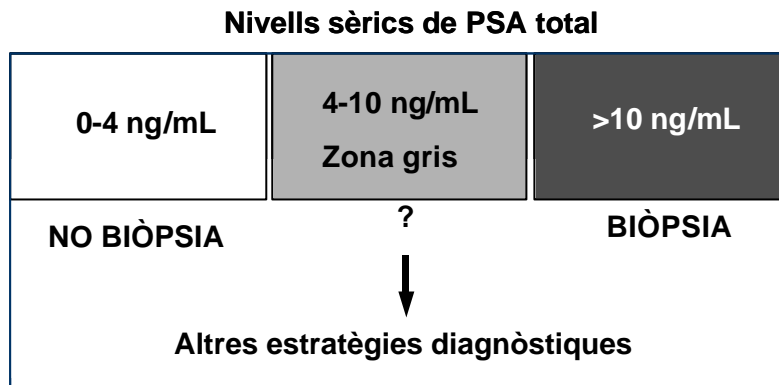 Nivells sèrics de PSA total
0-4 ng/mL
4-10 ng/mL
Zona gris
>10 ng/mL
NO BIÒPSIA
?
BIÒPSIA
Altres estratègies diagnòstiques